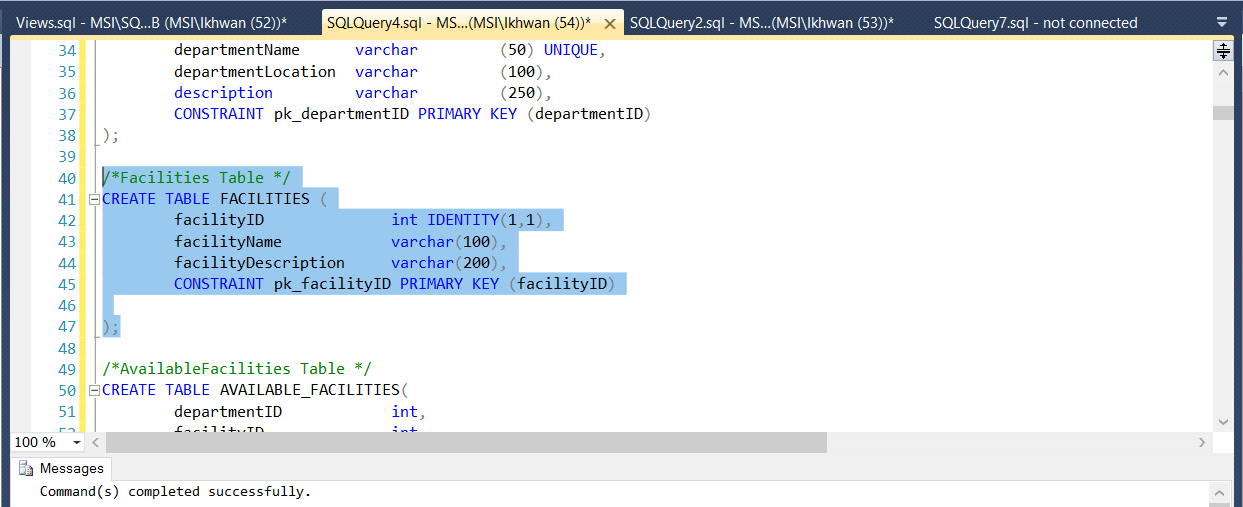 Views.sql - MSI\SQ...B (MSI\Ikhwan (52))* SQLQuery4.sql - MS...(MSI\Ikhwan (54))* SQLQuery2.sql - MS...(MSI\Ikhwan (53))* SQLQuery7.sql - not connected
34 departmentName varchar (50) UNIQUE,
35 departmentLocation varchar (100),
36 description varchar (250),
37 CONSTRAINT pk_departmentID PRIMARY KEY (departmentID)
38 );
39
40 /*Facilities Table */
41 CREATE TABLE FACILITIES (
42 facilityID int IDENTITY(1,1),
43 facilityName varchar(100),
44 facilityDescription varchar(200),
45 CONSTRAINT pk_facilityID PRIMARY KEY (facilityID)
46
47 );
48
49 /*AvailableFacilities Table */
50 CREATE TABLE AVAILABLE_FACILITIES(
51 departmentID int,
52 facilityID int
100 %
Messages
Command(s) completed successfully.